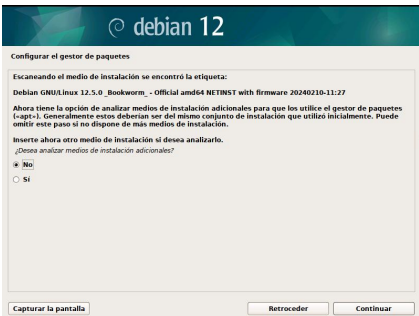 debian 12
Configurar el gestor de paquetes
Escaneando el medio de instalación se encontró la etiqueta:
Debian GNU/Linux 12.5.0 _Bookworm_ - Official amd64 NETINST with firmware 20240210-11:27
Ahora tiene la opción de analizar medios de instalación adicionales para que los utilice el gestor de paquetes
(«apt»). Generalmente estos deberían ser del mismo conjunto de instalación que utilizó inicialmente. Puede
omitir este paso si no dispone de más medios de instalación.
Inserte ahora otro medio de instalación si desea analizarlo.
¿Desea analizar medios de instalación adicionales?
No
Sí
Capturar la pantalla
Retroceder
Continuar